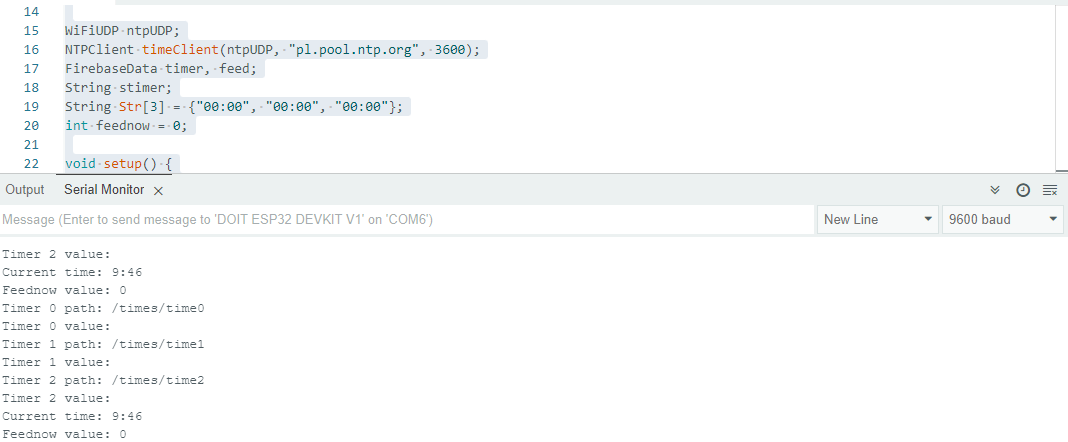 14
15 WiFiUDP ntpUDP;
16 NTPClient timeClient(ntpUDP, "pl.pool.ntp.org", 3600);
17 FirebaseData timer, feed;
18 String stimer;
19 String Str[3] = {"00:00", "00:00", "00:00"};
20 int feednow = 0;
21
22 void setup() {
Output Serial Monitor ×
Message (Enter to send message to 'DOIT ESP32 DEVKIT V1' on 'COM6') New Line 9600 baud
Timer 2 value:
Current time: 9:46
Feednow value: 0
Timer 0 path: /times/time0
Timer 0 value:
Timer 1 path: /times/time1
Timer 1 value:
Timer 2 path: /times/time2
Timer 2 value:
Current time: 9:46
Feednow value: 0